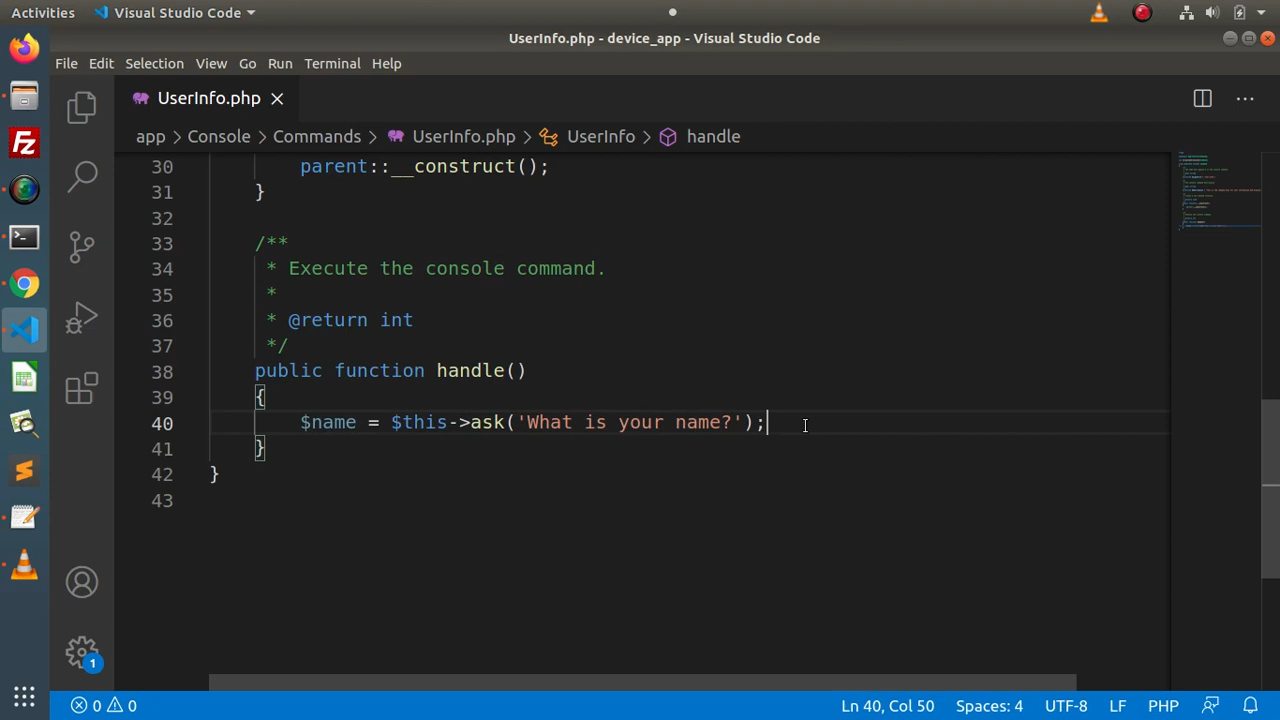 Activities Visual Studio Code
UserInfo.php - device_app - Visual Studio Code
File Edit Selection View Go Run Terminal Help
UserInfo.php
app > Console > Commands > UserInfo.php > UserInfo > handle
30 parent::__construct();
31 }
32
33 /**
34 * Execute the console command.
35 *
36 * @return int
37 */
38 public function handle()
39 {
40 $name = $this->ask('What is your name?');
41 }
42 }
43
1
0 0 Ln 40, Col 50 Spaces: 4 UTF-8 LF PHP